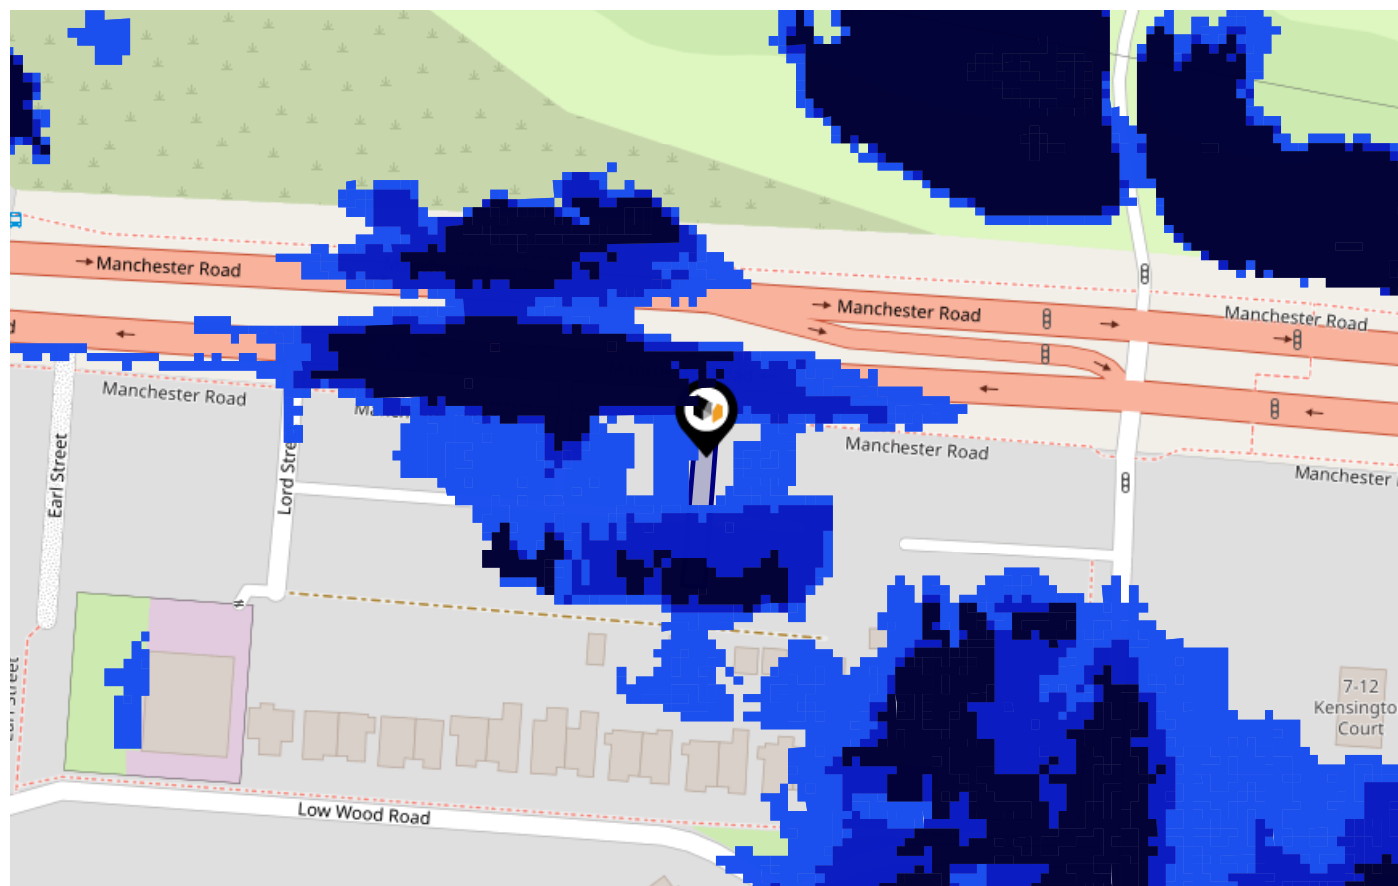 Manchester Road
Manchester Road
Manchester Road
d
Manchester Road
Manchester Road
Manchester
Earl Street
Lord Stre
7-12
Kensingto
Court
Low Wood Road